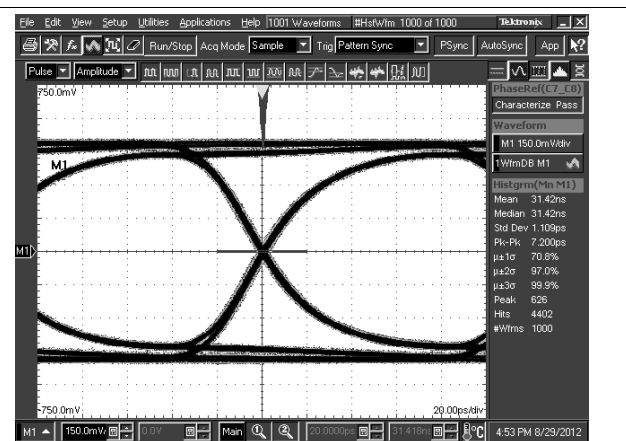 File Edit View Setup Utilities Applications Help 1001 Waveforms #HstWfm 1000 of 1000 Tektronix
Run/Stop Acq Mode Sample Trig Pattern Sync PSync AutoSync App
Pulse Amplitude
750.0mV
PhaseRef(C7_C8)
Characterize Pass
Waveform
M1 150.0mV/div
1WfmDB M1
Histgrm(Mn M1)
Mean 31.42ns
Median 31.42ns
Std Dev 1.109ps
Pk-Pk 7.200ps
µ±1σ 70.8%
µ±2σ 97.0%
µ±3σ 99.9%
Peak 626
Hits 4402
#Wfms 1000
M1
M1
-750.0mV
20.00ps/div
M1 150.0mV/ 0.0V Main 20.0000ps 31.418ns °C 4:53 PM 8/29/2012